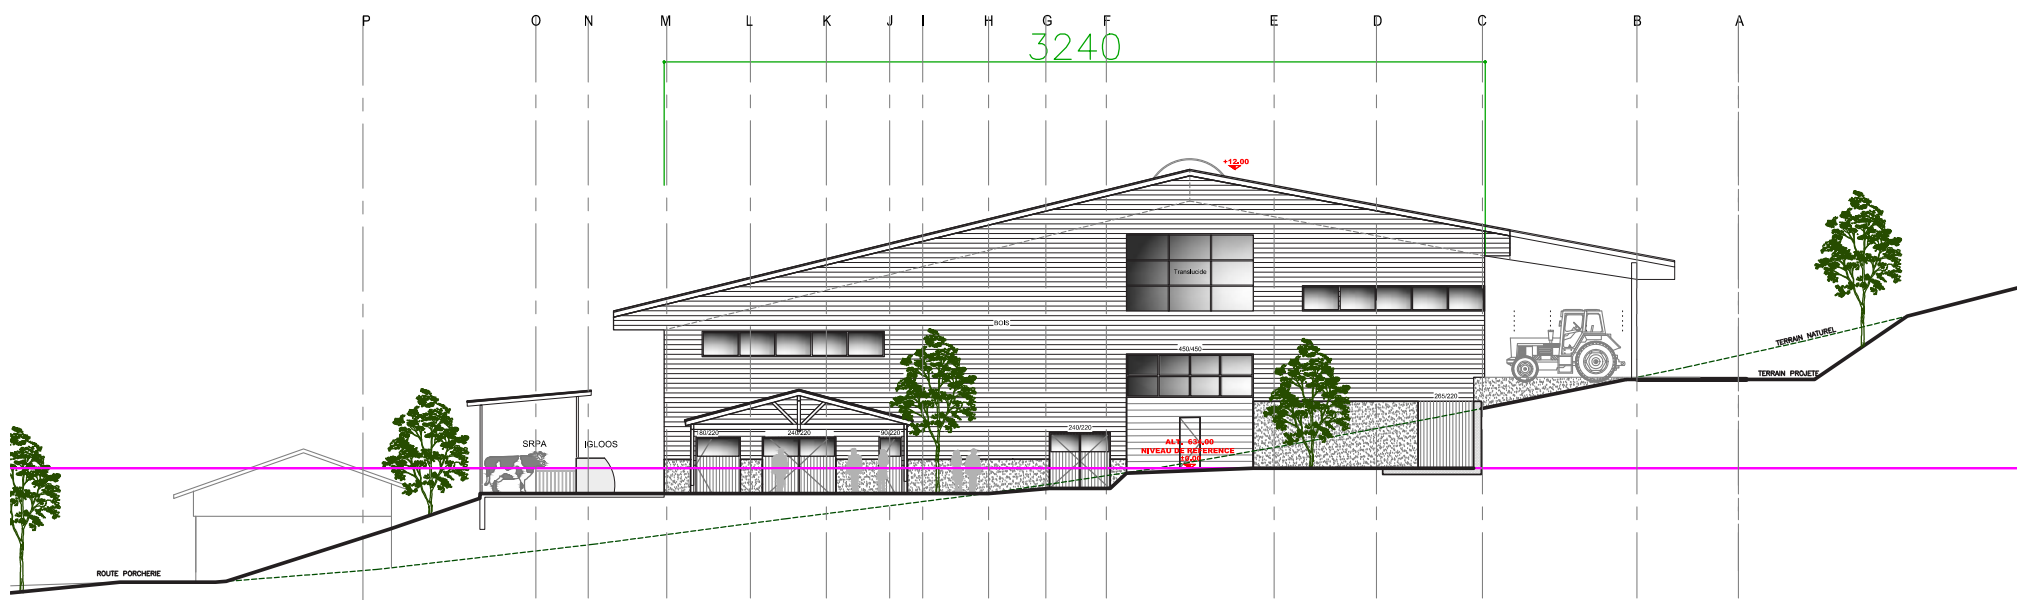 P O N M L K J I H G F E D C B A
3240
+12.00
Translucide
BOIS
TERRAIN NATUREL
450/450
TERRAIN PROJETE
265/220
180/220 240/220 90/220
240/220
SRPA
IGLOOS
NIVEAU DE REFERENCE
ROUTE PORCHERIE